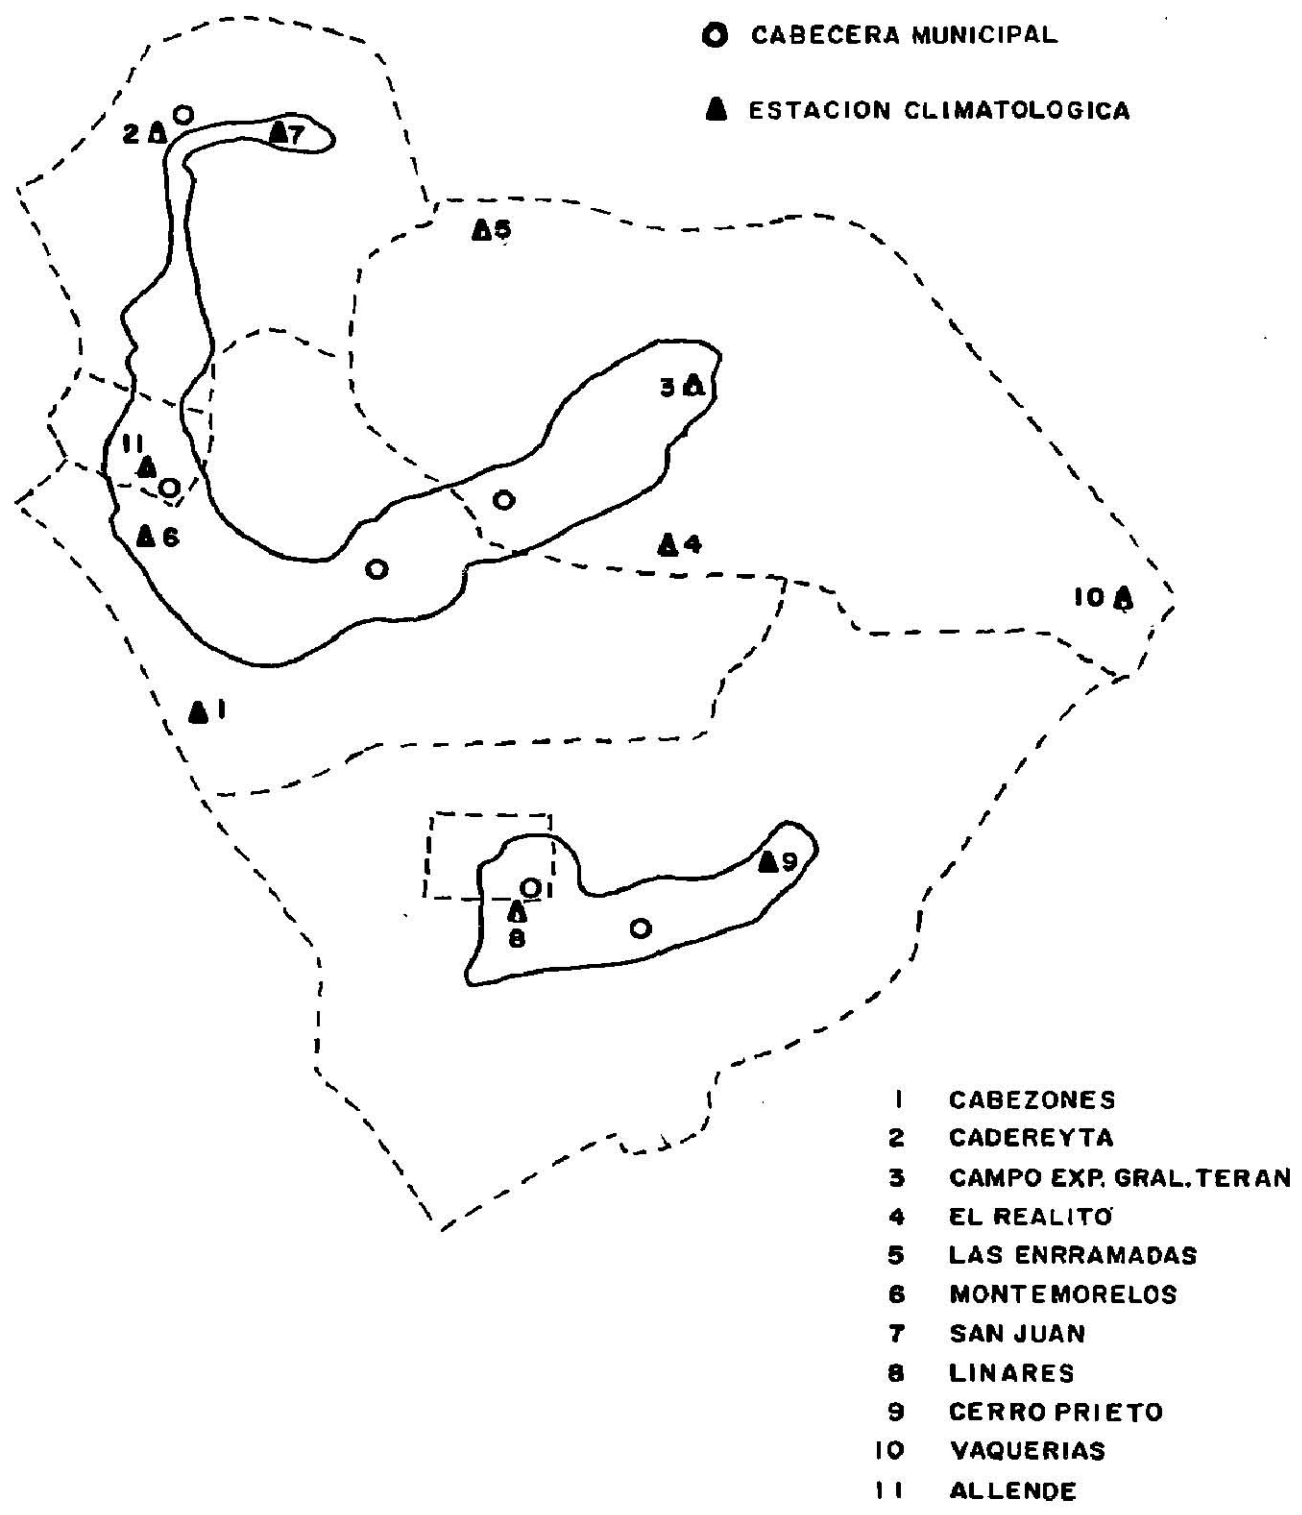 CABECERA MUNICIPAL
ESTACION CLIMATOLOGICA
2
7
5
3
11
6
4
10
1
9
8
1 CABEZONES
2 CADEREYTA
3 CAMPO EXP. GRAL. TERAN
4 EL REALITO
5 LAS ENRRAMADAS
6 MONTEMORELOS
7 SAN JUAN
8 LINARES
9 CERRO PRIETO
10 VAQUERIAS
11 ALLENDE